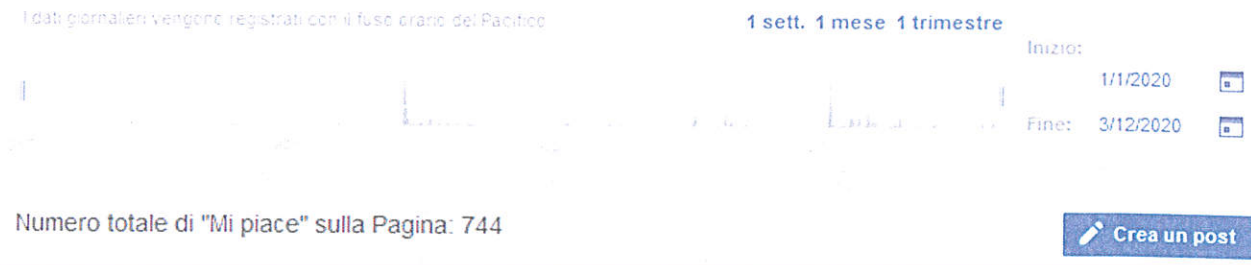 I dati giornalieri vengono registrati con il fuso orario del Pacifico
1 sett. 1 mese 1 trimestre
Inizio:
1/1/2020
Fine: 3/12/2020
Numero totale di "Mi piace" sulla Pagina: 744
Crea un post